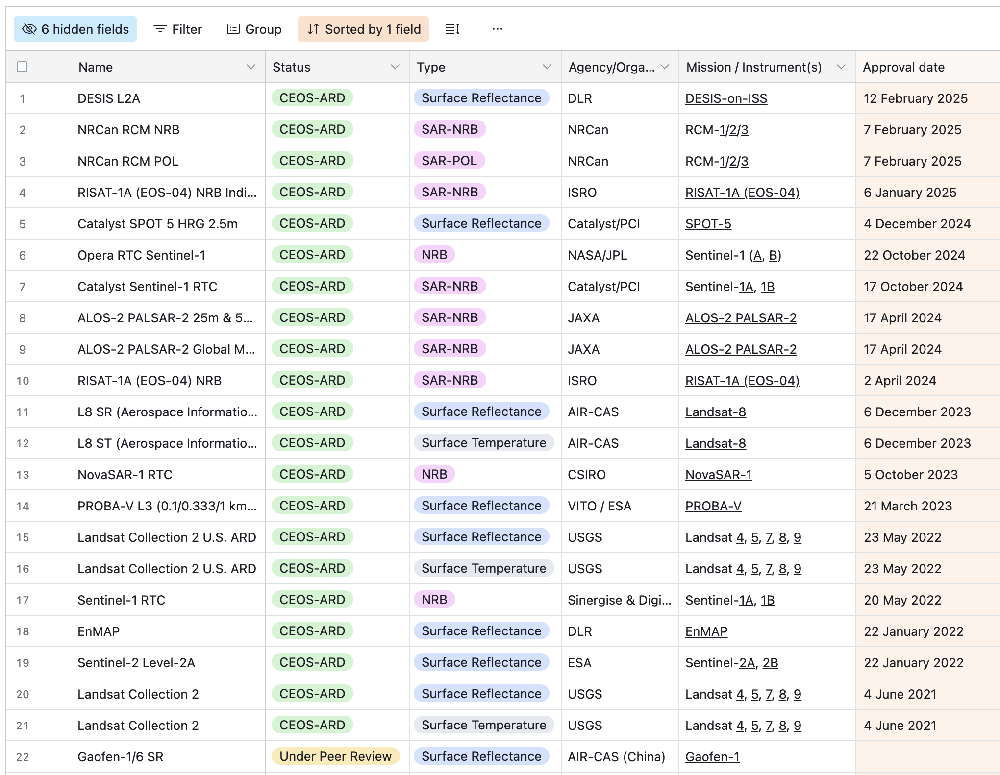 6 hidden fields Filter Group Sorted by 1 field ...
Name Status Type Agency/Orga... Mission / Instrument(s) Approval date
1 DESIS L2A CEOS-ARD Surface Reflectance DLR DESIS-on-ISS 12 February 2025
2 NRCan RCM NRB CEOS-ARD SAR-NRB NRCan RCM-1/2/3 7 February 2025
3 NRCan RCM POL CEOS-ARD SAR-POL NRCan RCM-1/2/3 7 February 2025
4 RISAT-1A (EOS-04) NRB Indi... CEOS-ARD SAR-NRB ISRO RISAT-1A (EOS-04) 6 January 2025
5 Catalyst SPOT 5 HRG 2.5m CEOS-ARD Surface Reflectance Catalyst/PCI SPOT-5 4 December 2024
6 Opera RTC Sentinel-1 CEOS-ARD NRB NASA/JPL Sentinel-1 (A, B) 22 October 2024
7 Catalyst Sentinel-1 RTC CEOS-ARD SAR-NRB Catalyst/PCI Sentinel-1A, 1B 17 October 2024
8 ALOS-2 PALSAR-2 25m & 5... CEOS-ARD SAR-NRB JAXA ALOS-2 PALSAR-2 17 April 2024
9 ALOS-2 PALSAR-2 Global M... CEOS-ARD SAR-NRB JAXA ALOS-2 PALSAR-2 17 April 2024
10 RISAT-1A (EOS-04) NRB CEOS-ARD SAR-NRB ISRO RISAT-1A (EOS-04) 2 April 2024
11 L8 SR (Aerospace Informatio... CEOS-ARD Surface Reflectance AIR-CAS Landsat-8 6 December 2023
12 L8 ST (Aerospace Informatio... CEOS-ARD Surface Temperature AIR-CAS Landsat-8 6 December 2023
13 NovaSAR-1 RTC CEOS-ARD NRB CSIRO NovaSAR-1 5 October 2023
14 PROBA-V L3 (0.1/0.333/1 km... CEOS-ARD Surface Reflectance VITO / ESA PROBA-V 21 March 2023
15 Landsat Collection 2 U.S. ARD CEOS-ARD Surface Reflectance USGS Landsat 4, 5, 7, 8, 9 23 May 2022
16 Landsat Collection 2 U.S. ARD CEOS-ARD Surface Temperature USGS Landsat 4, 5, 7, 8, 9 23 May 2022
17 Sentinel-1 RTC CEOS-ARD NRB Sinergise & Digi... Sentinel-1A, 1B 20 May 2022
18 EnMAP CEOS-ARD Surface Reflectance DLR EnMAP 22 January 2022
19 Sentinel-2 Level-2A CEOS-ARD Surface Reflectance ESA Sentinel-2A, 2B 22 January 2022
20 Landsat Collection 2 CEOS-ARD Surface Reflectance USGS Landsat 4, 5, 7, 8, 9 4 June 2021
21 Landsat Collection 2 CEOS-ARD Surface Temperature USGS Landsat 4, 5, 7, 8, 9 4 June 2021
22 Gaofen-1/6 SR Under Peer Review Surface Reflectance AIR-CAS (China) Gaofen-1